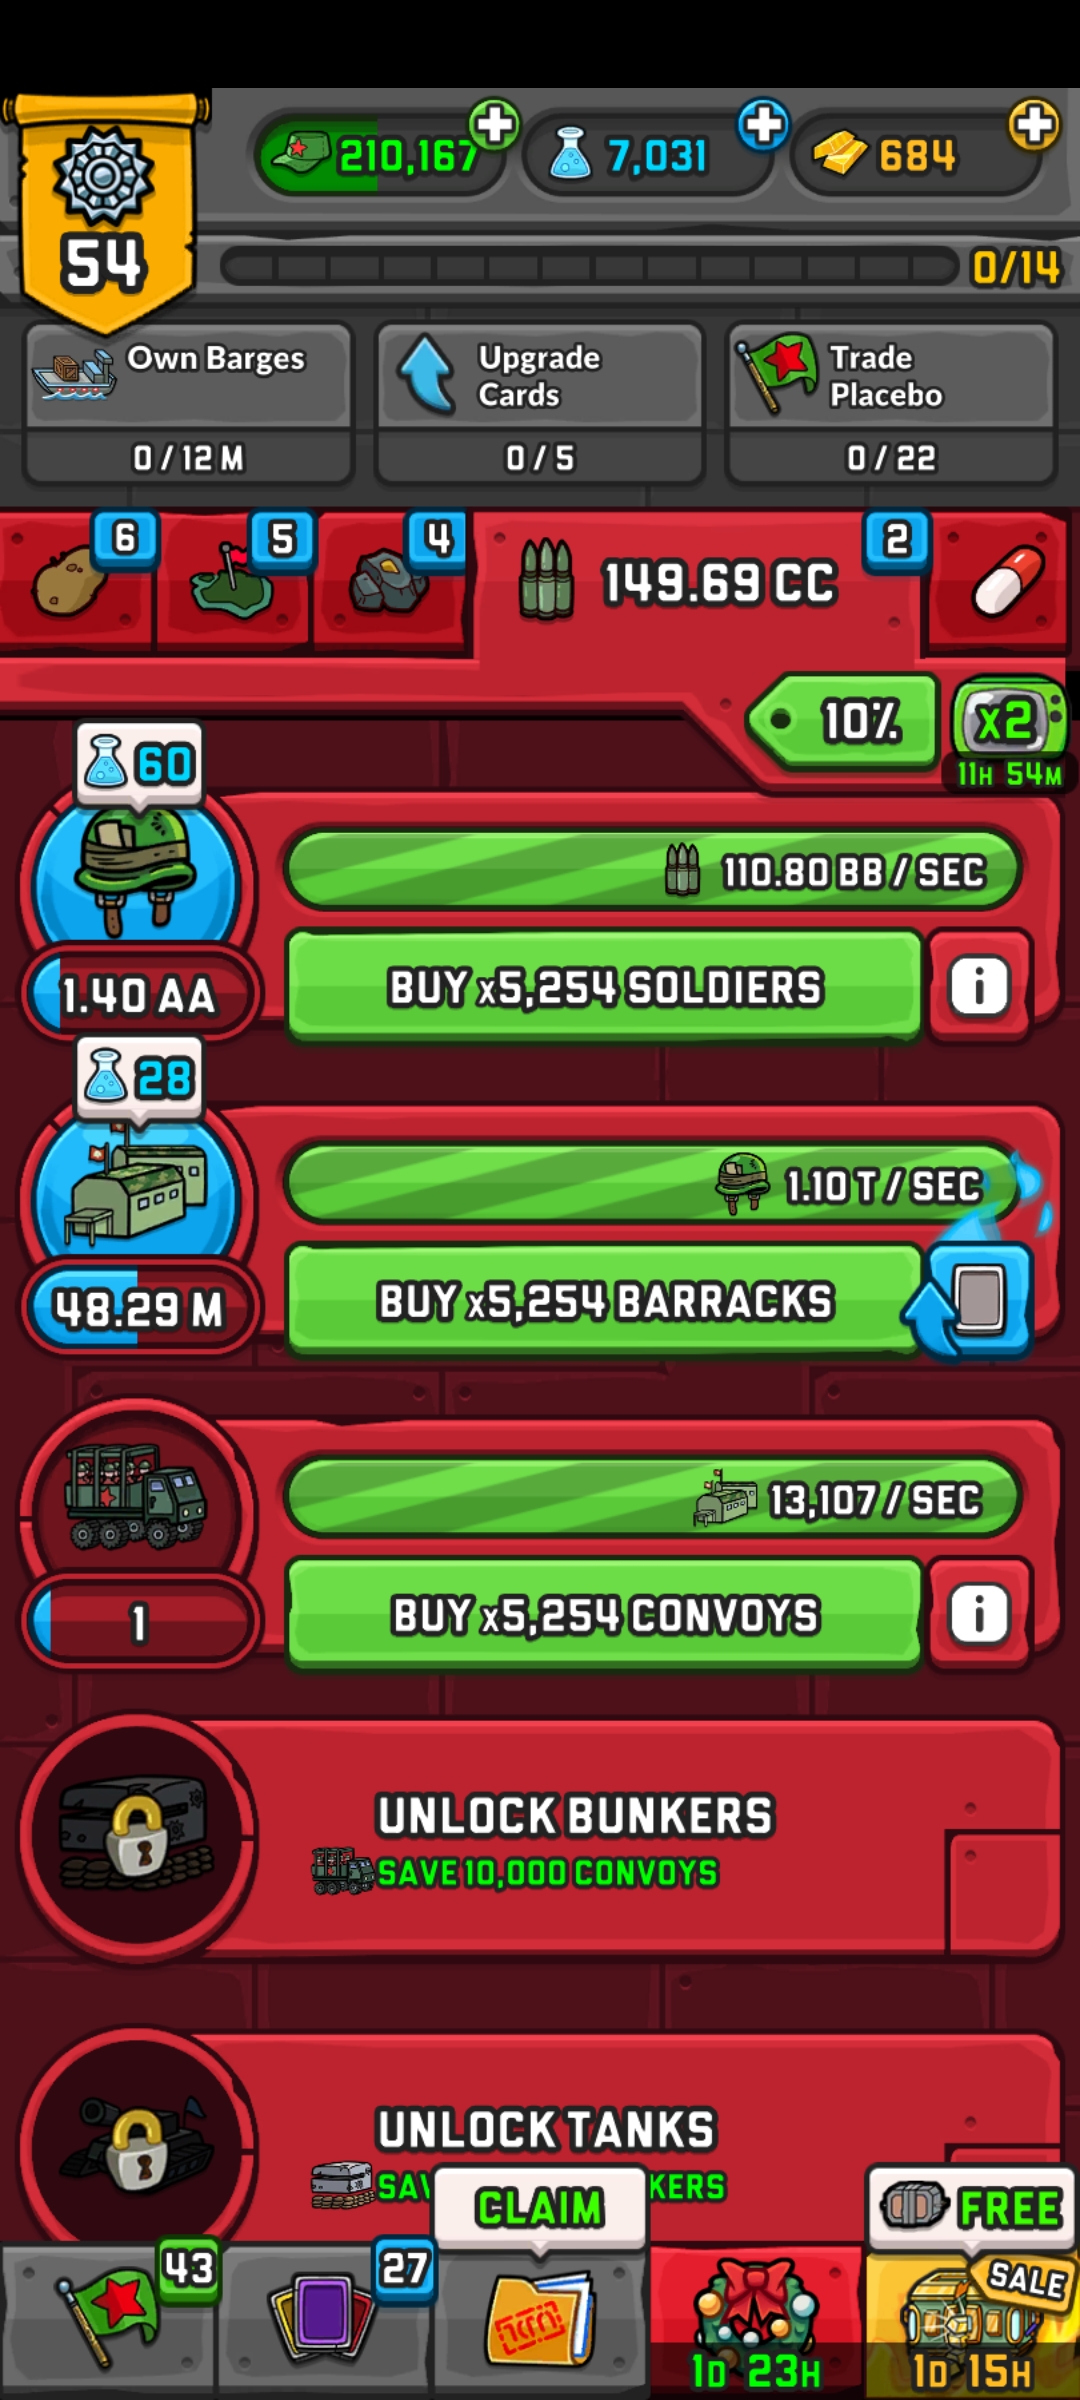 210,167
7,031
684
54
0/14
Own Barges
0 / 12 M
Upgrade
Cards
0 / 5
Trade
Placebo
0 / 22
6
5
4
149.69 CC
2
10%
x2
11H 54M
60
110.80 BB / SEC
1.40 AA
BUY x5,254 SOLDIERS
i
28
1.10 T / SEC
48.29 M
BUY x5,254 BARRACKS
13,107 / SEC
1
BUY x5,254 CONVOYS
i
UNLOCK BUNKERS
SAVE 10,000 CONVOYS
UNLOCK TANKS
CLAIM
FREE
43
27
SALE
1D 23H
1D 15H